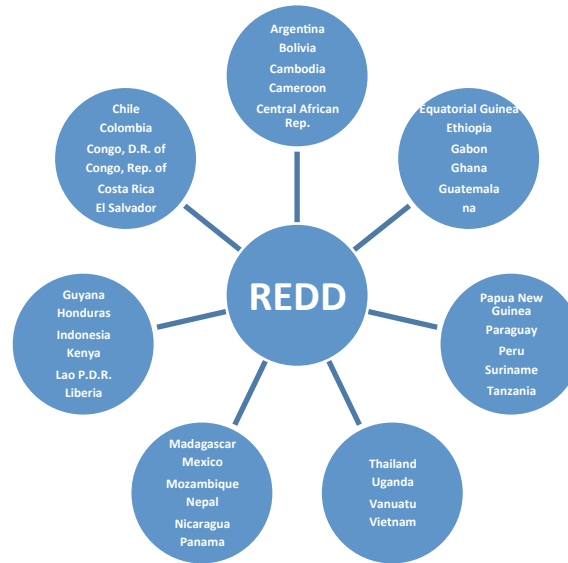 Argentina
Bolivia
Cambodia
Cameroon
Central African
Rep.
Equatorial Guinea
Ethiopia
Gabon
Ghana
Guatemala
na
Papua New
Guinea
Paraguay
Peru
Suriname
Tanzania
Thailand
Uganda
Vanuatu
Vietnam
Madagascar
Mexico
Mozambique
Nepal
Nicaragua
Panama
Guyana
Honduras
Indonesia
Kenya
Lao P.D.R.
Liberia
Chile
Colombia
Congo, D.R. of
Congo, Rep. of
Costa Rica
El Salvador
REDD